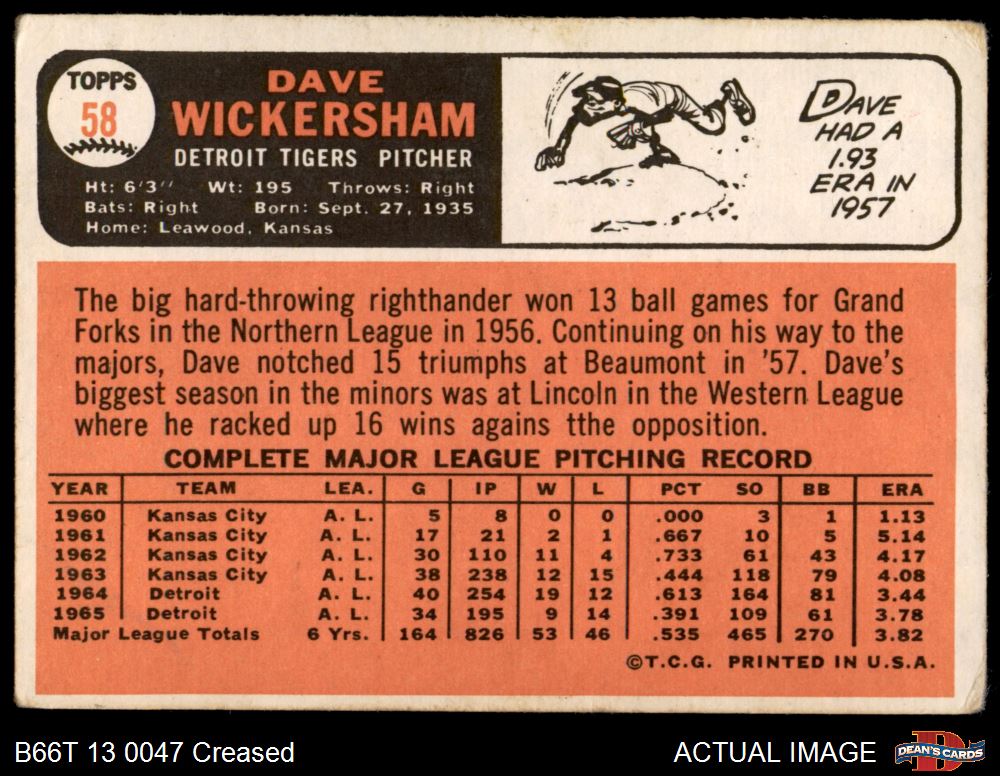 TOPPS
58
DAVE
WICKERSHAM
DETROIT TIGERS PITCHER
Ht: 6'3" Wt: 195 Throws: Right
Bats: Right Born: Sept. 27, 1935
Home: Leawood, Kansas
DAVE
HAD A
1.93
ERA IN
1957
The big hard-throwing righthander won 13 ball games for Grand
Forks in the Northern League in 1956. Continuing on his way to the
majors, Dave notched 15 triumphs at Beaumont in '57. Dave's
biggest season in the minors was at Lincoln in the Western League
where he racked up 16 wins agains tthe opposition.
COMPLETE MAJOR LEAGUE PITCHING RECORD
YEAR TEAM LEA. G IP W L PCT SO BB ERA
1960 Kansas City A. L. 5 8 0 0 .000 3 1 1.13
1961 Kansas City A. L. 17 21 2 1 .667 10 5 5.14
1962 Kansas City A. L. 30 110 11 4 .733 61 43 4.17
1963 Kansas City A. L. 38 238 12 15 .444 118 79 4.08
1964 Detroit A. L. 40 254 19 12 .613 164 81 3.44
1965 Detroit A. L. 34 195 9 14 .391 109 61 3.78
Major League Totals 6 Yrs. 164 826 53 46 .535 465 270 3.82
©T.C.G. PRINTED IN U.S.A.
B66T 13 0047 Creased
ACTUAL IMAGE
DEAN'S CARDS